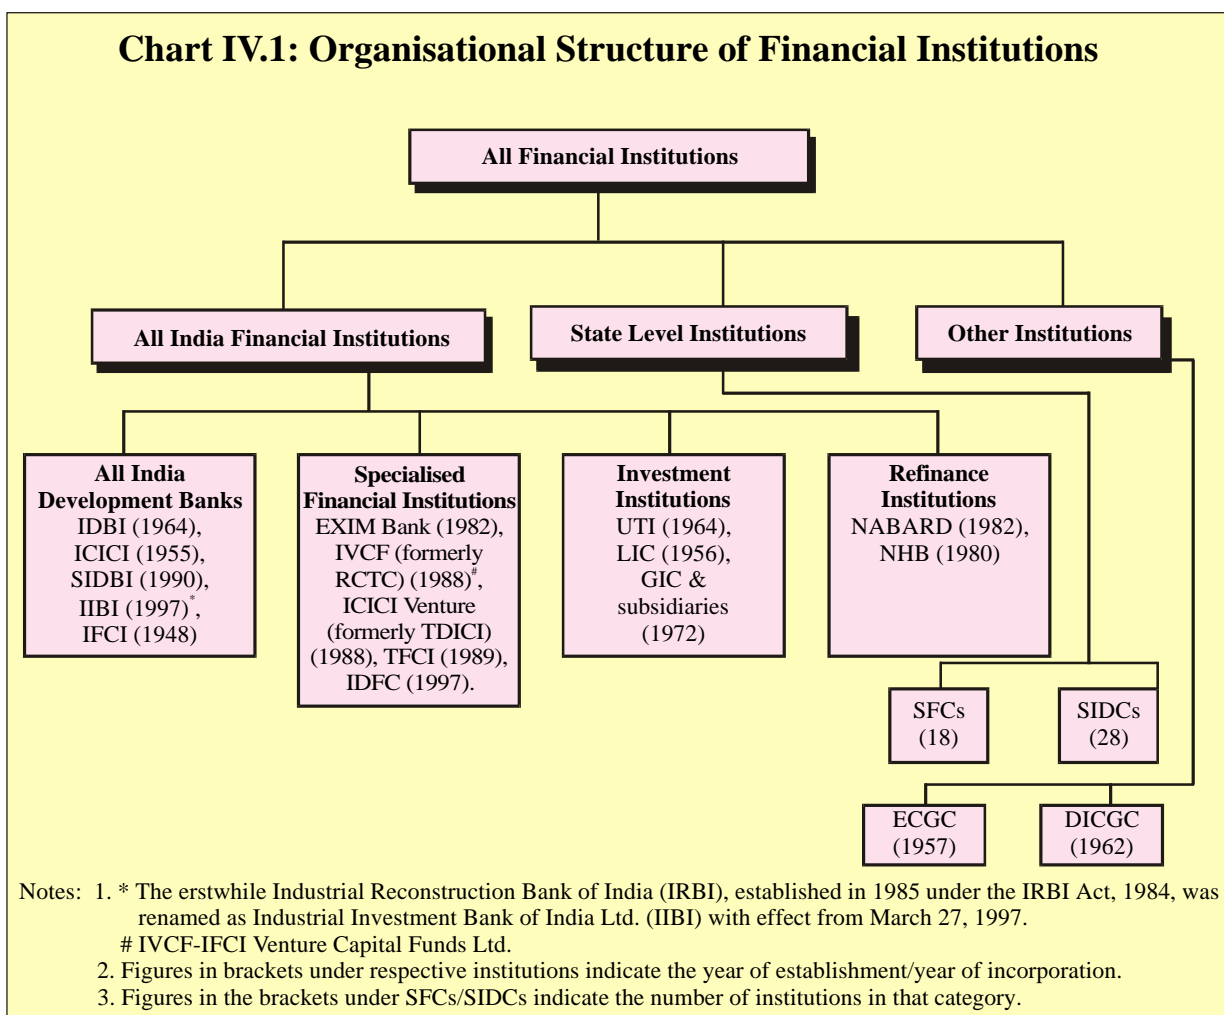 Chart IV.1: Organisational Structure of Financial Institutions
All Financial Institutions
All India Financial Institutions
State Level Institutions
Other Institutions
All India
Development Banks
IDBI (1964),
ICICI (1955),
SIDBI (1990),
IIBI (1997)*,
IFCI (1948)
Specialised
Financial Institutions
EXIM Bank (1982),
IVCF (formerly
RCTC) (1988)#,
ICICI Venture
(formerly TDICI)
(1988), TFCI (1989),
IDFC (1997).
Investment
Institutions
UTI (1964),
LIC (1956),
GIC &
subsidiaries
(1972)
Refinance
Institutions
NABARD (1982),
NHB (1980)
SFCs
(18)
SIDCs
(28)
ECGC
(1957)
DICGC
(1962)
Notes: 1. * The erstwhile Industrial Reconstruction Bank of India (IRBI), established in 1985 under the IRBI Act, 1984, was
renamed as Industrial Investment Bank of India Ltd. (IIBI) with effect from March 27, 1997.
# IVCF-IFCI Venture Capital Funds Ltd.
2. Figures in brackets under respective institutions indicate the year of establishment/year of incorporation.
3. Figures in the brackets under SFCs/SIDCs indicate the number of institutions in that category.